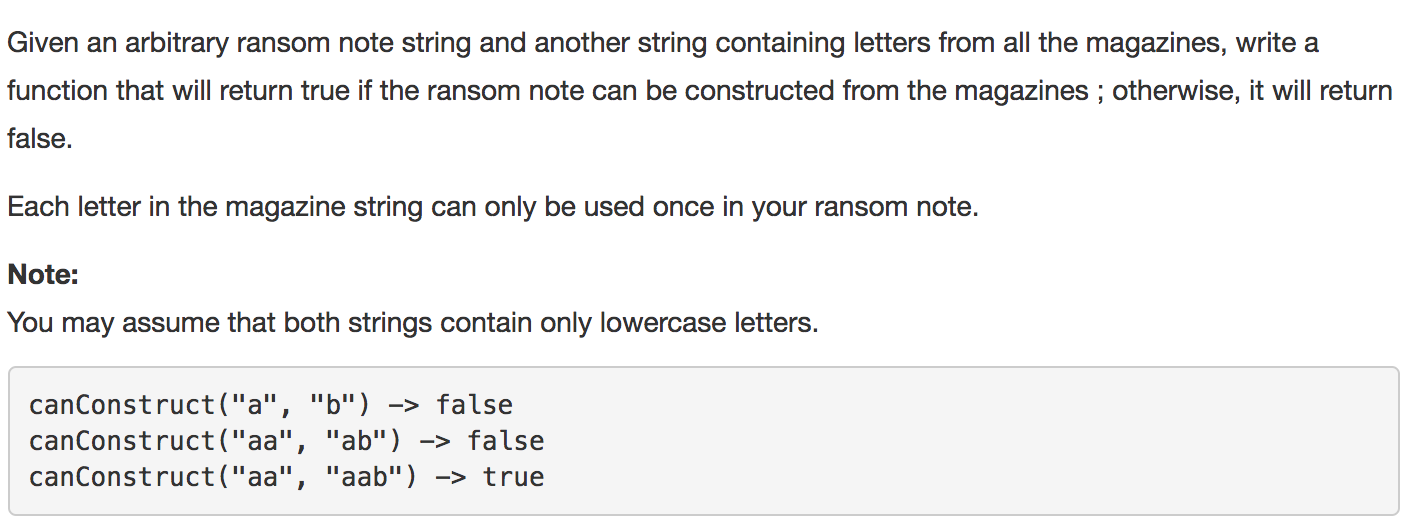 Given an arbitrary ransom note string and another string containing letters from all the magazines, write a
function that will return true if the ransom note can be constructed from the magazines ; otherwise, it will return
false.
Each letter in the magazine string can only be used once in your ransom note.
Note:
You may assume that both strings contain only lowercase letters.
canConstruct("a", "b") -> false
canConstruct("aa", "ab") -> false
canConstruct("aa", "aab") -> true